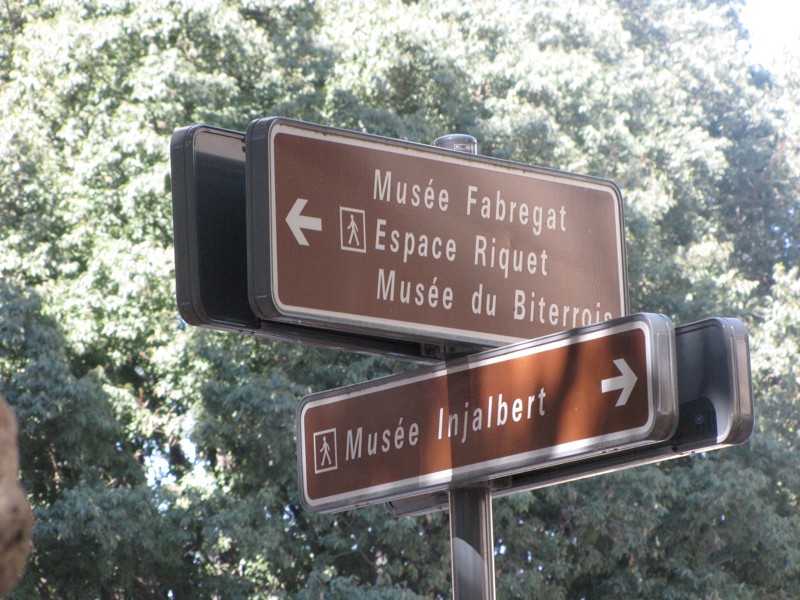 Musée Fabregat
Espace Riquet
Musée du Biterrois
Musée Injalbert